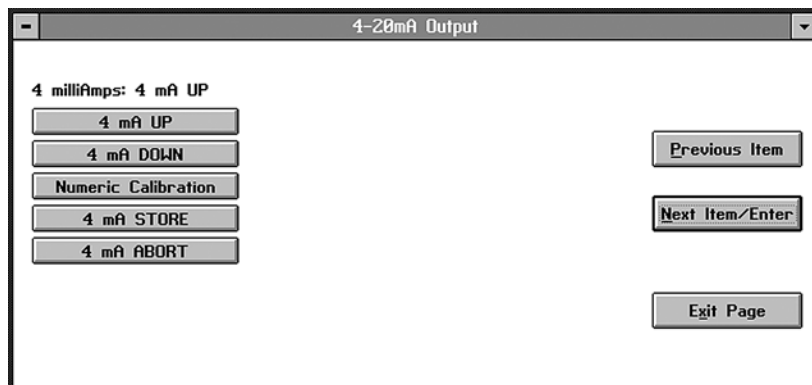 4-20mA Output
4 milliAmps: 4 mA UP
4 mA UP
4 mA DOWN
Numeric Calibration
4 mA STORE
4 mA ABORT
Previous Item
Next Item/Enter
Exit Page